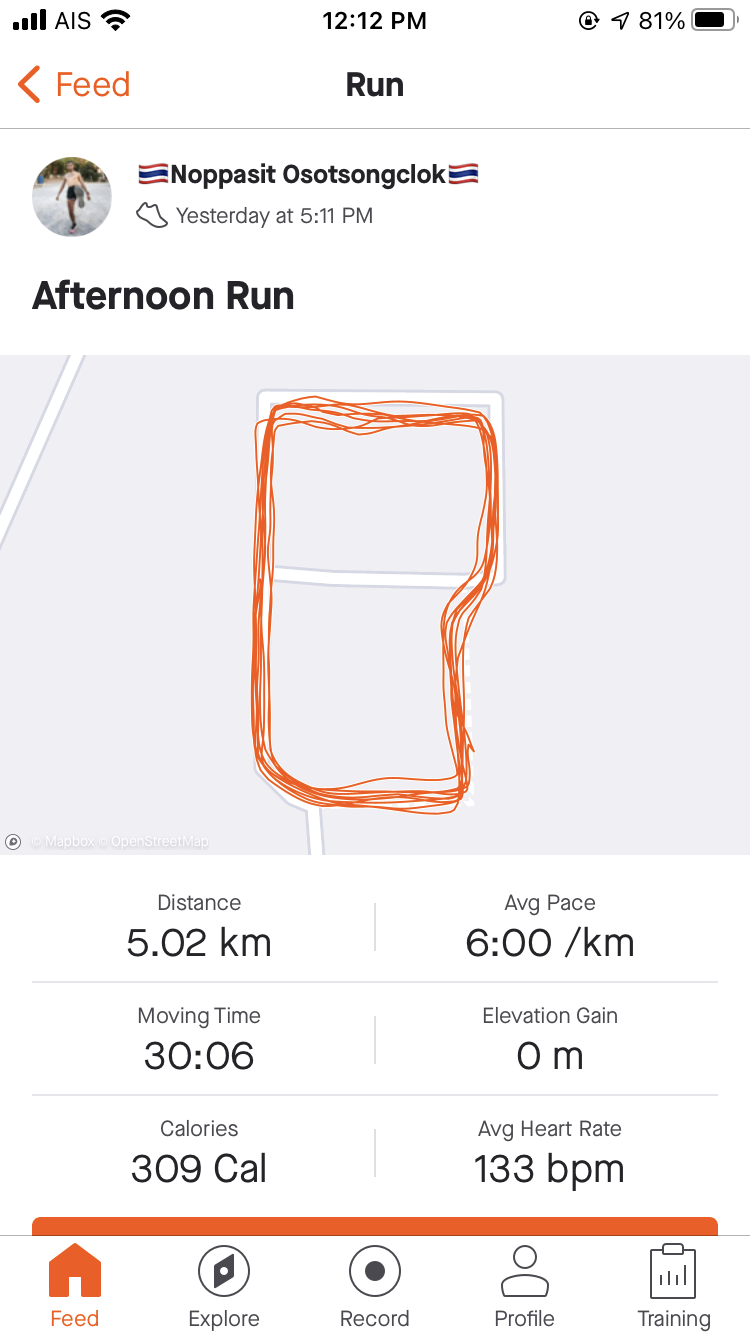 AIS 12:12 PM 81%
Feed Run
🇹🇭Noppasit Osotsongclok🇹🇭
Yesterday at 5:11 PM
Afternoon Run
© Mapbox © OpenStreetMap
Distance Avg Pace
5.02 km 6:00 /km
Moving Time Elevation Gain
30:06 0 m
Calories Avg Heart Rate
309 Cal 133 bpm
Feed Explore Record Profile Training